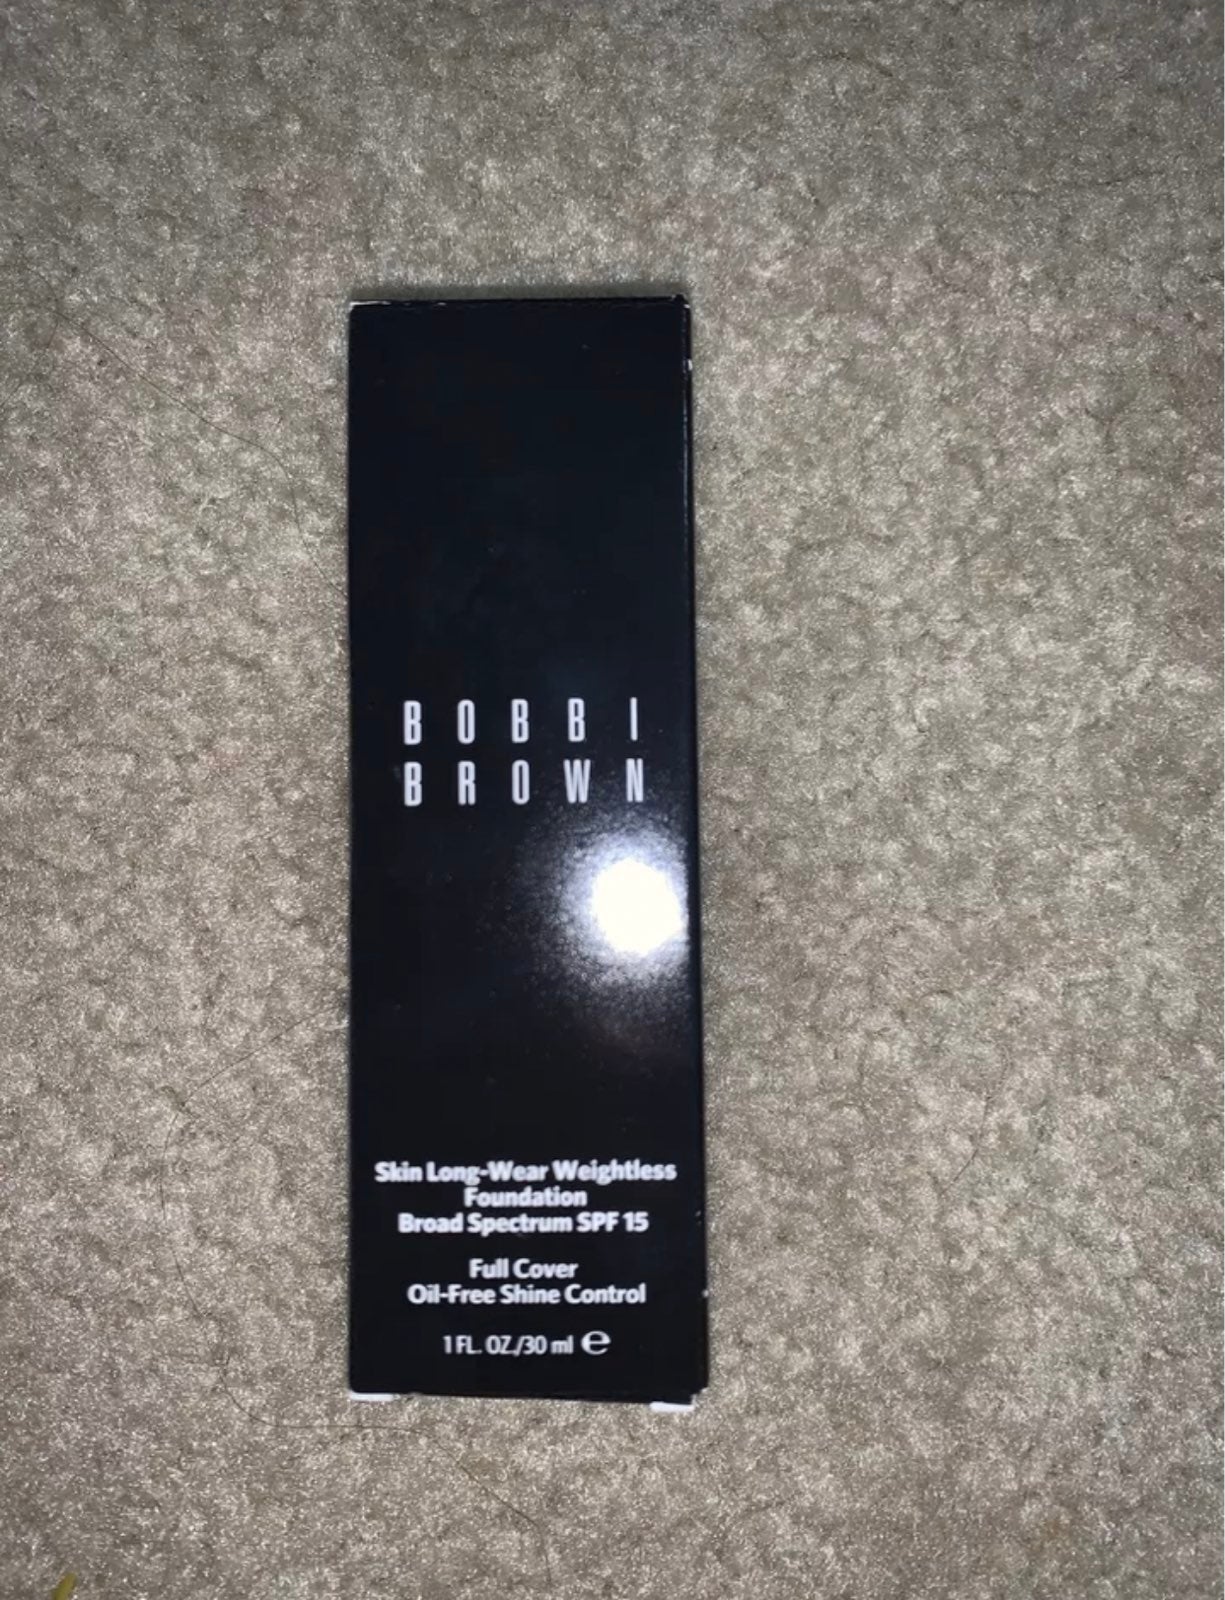 BOBBI
BROWN
Skin Long-Wear Weightless
Foundation
Broad Spectrum SPF 15
Full Cover
Oil-Free Shine Control
1 FL. OZ./30 ml ℮